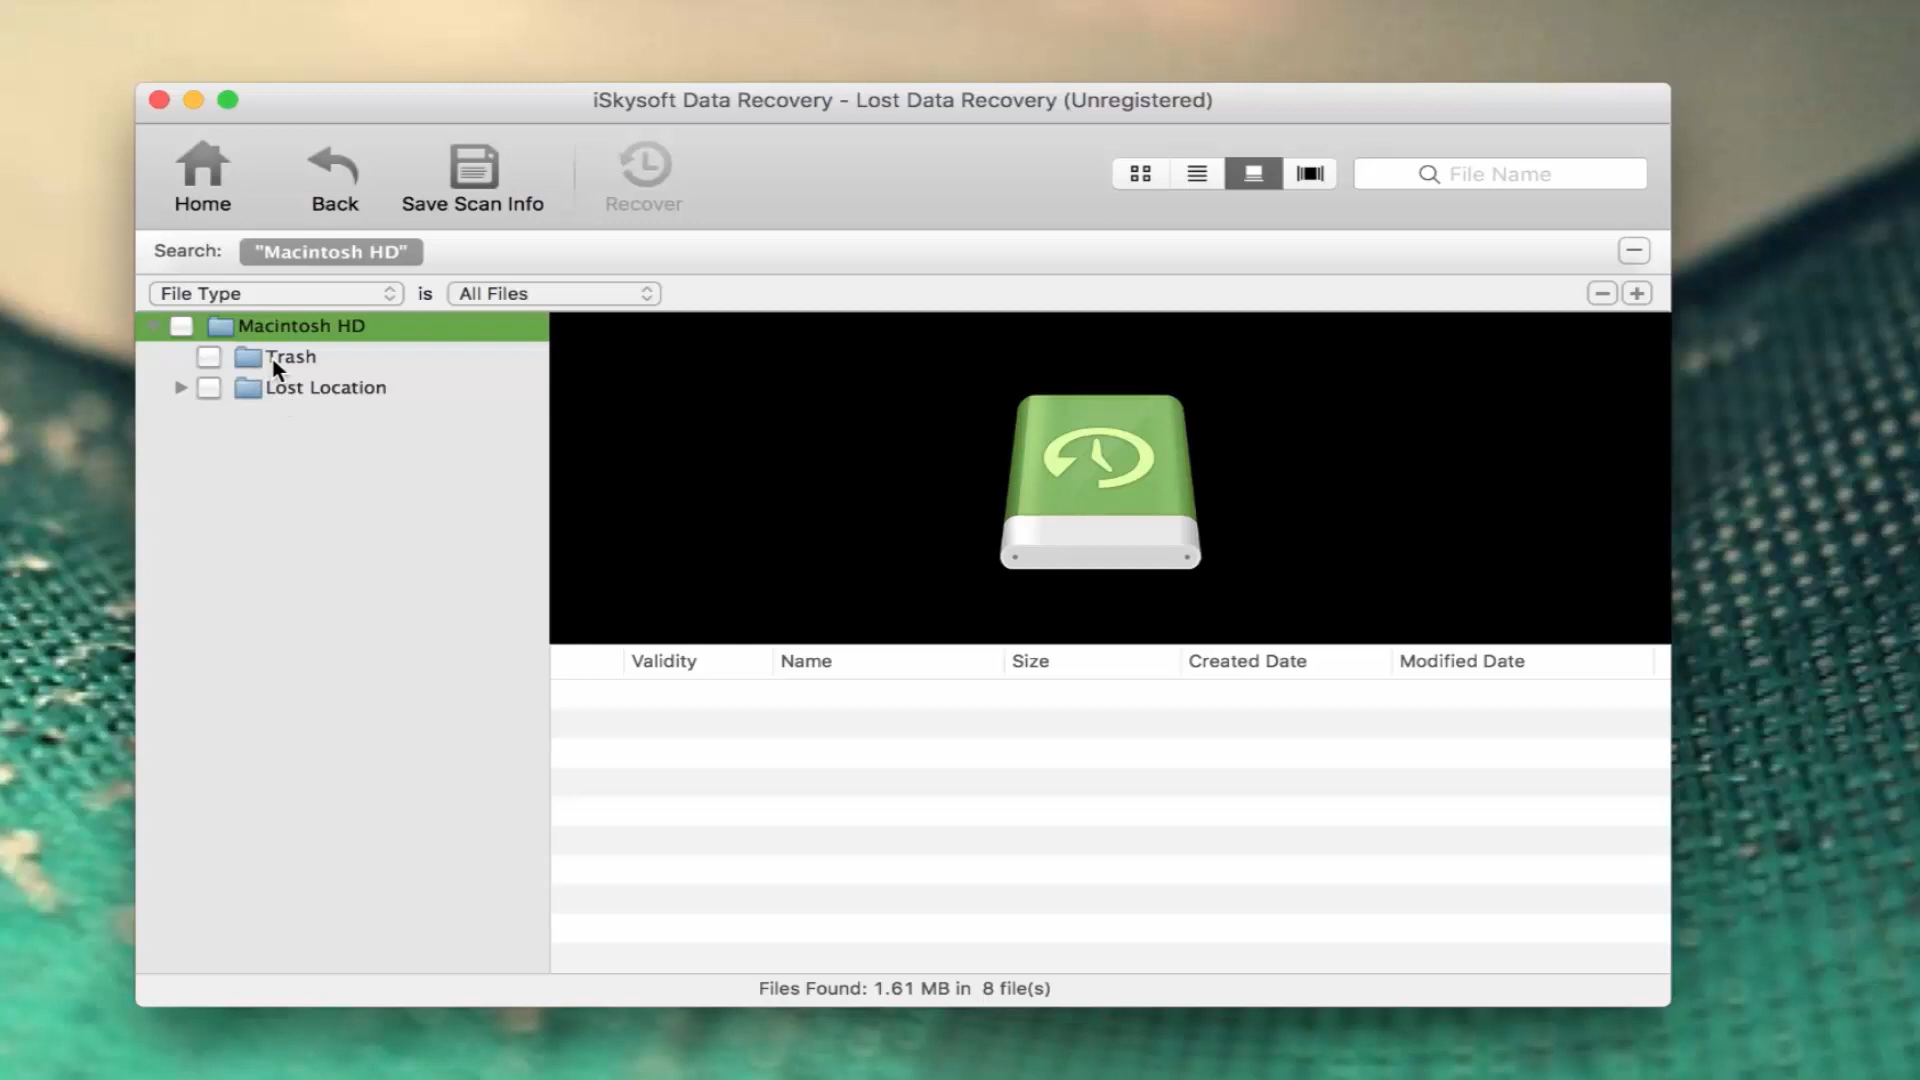 iSkysoft Data Recovery - Lost Data Recovery (Unregistered)
Home
Back
Save Scan Info
Recover
File Name
Search: "Macintosh HD"
File Type is All Files
Macintosh HD
Trash
Lost Location
Validity Name Size Created Date Modified Date
Files Found: 1.61 MB in 8 file(s)